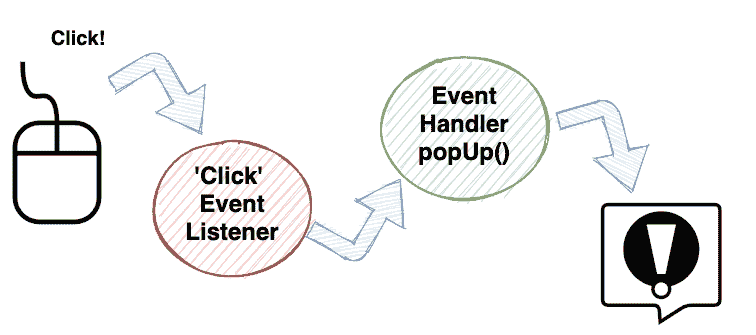 Click!
'Click'
Event
Listener
Event
Handler
popUp()